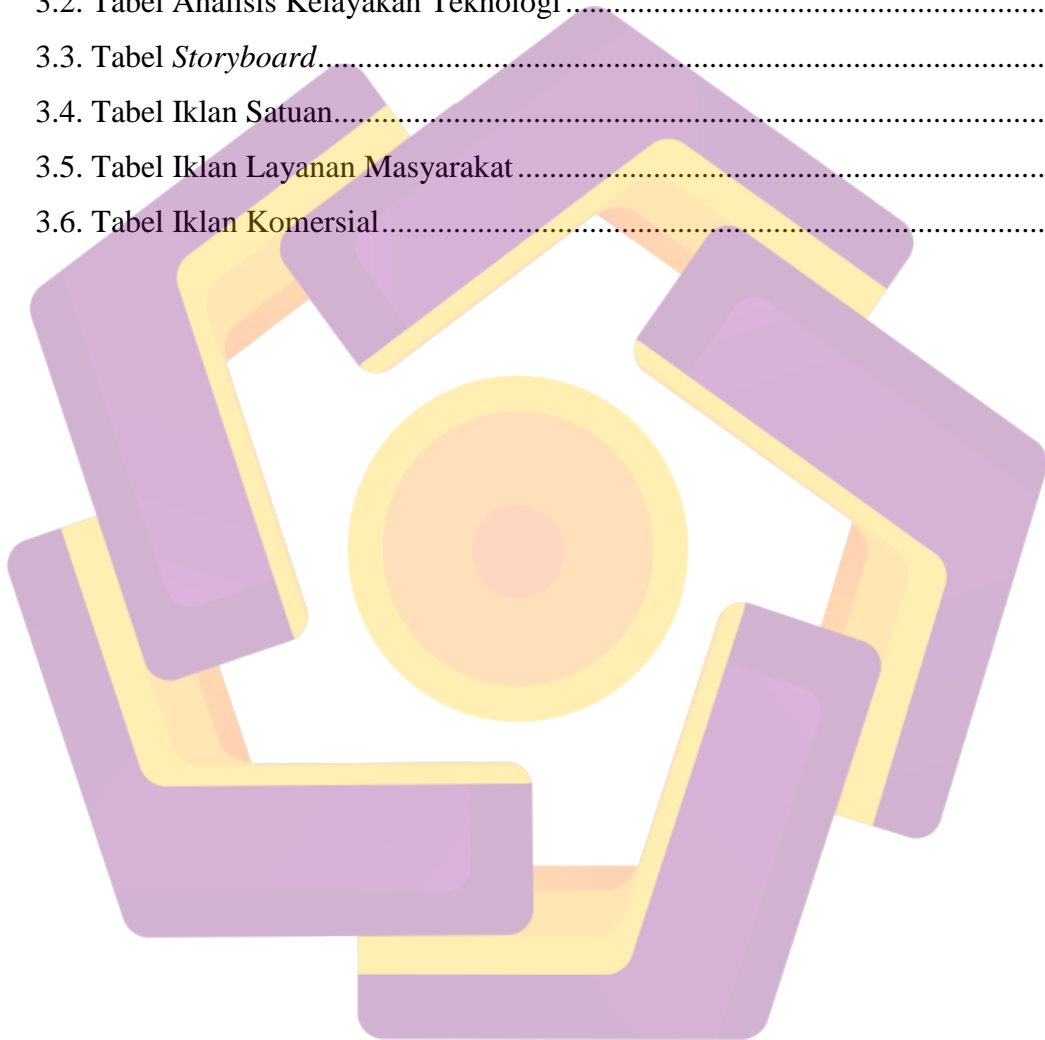 3.2. Tabel Analisis Kelayakan Teknologi........................................................
3.3. Tabel Storyboard.........................................................................................
3.4. Tabel Iklan Satuan.......................................................................................
3.5. Tabel Iklan Layanan Masyarakat................................................................
3.6. Tabel Iklan Komersial.................................................................................